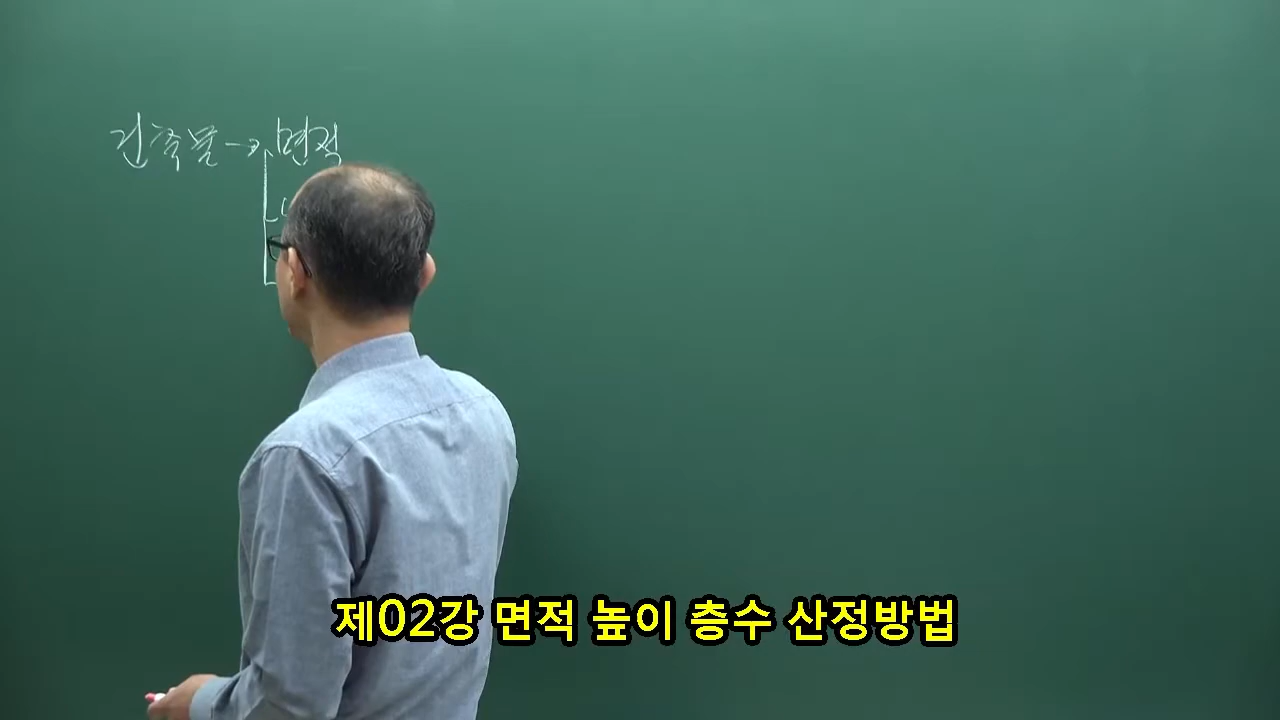 건축물 → 면적
제02강 면적 높이 층수 산정방법